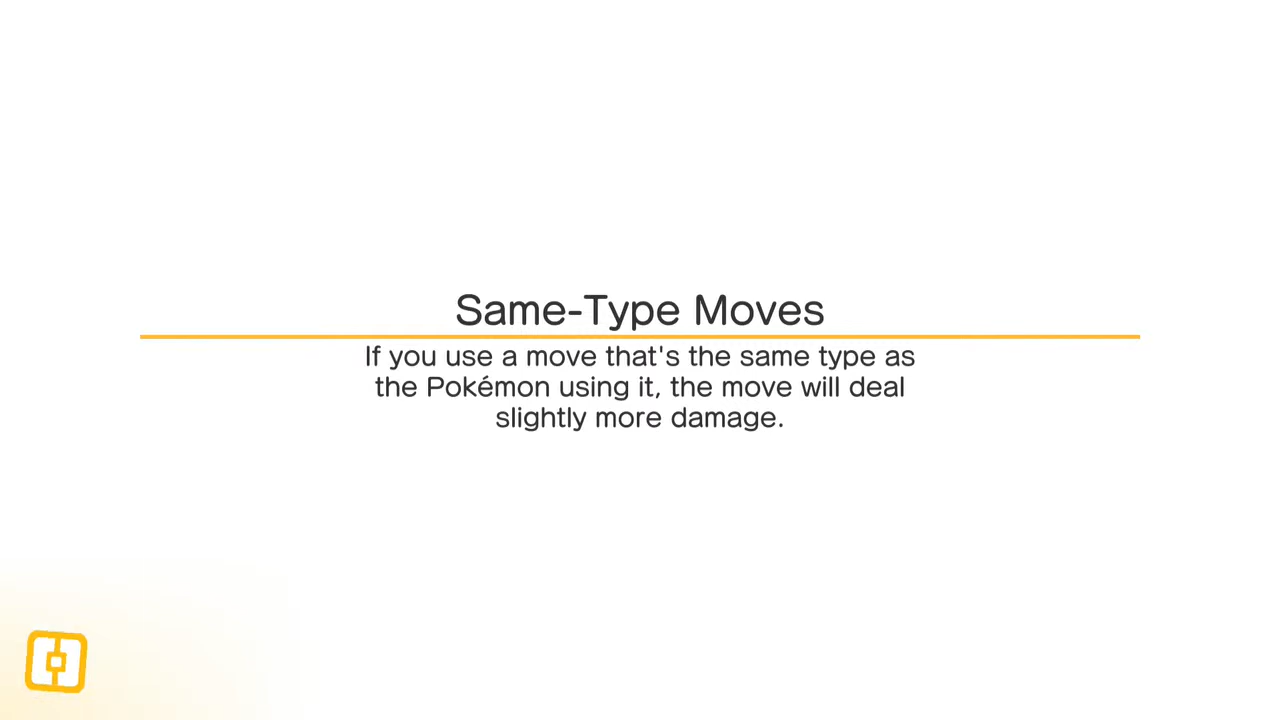 Same-Type Moves
If you use a move that's the same type as
the Pokémon using it, the move will deal
slightly more damage.